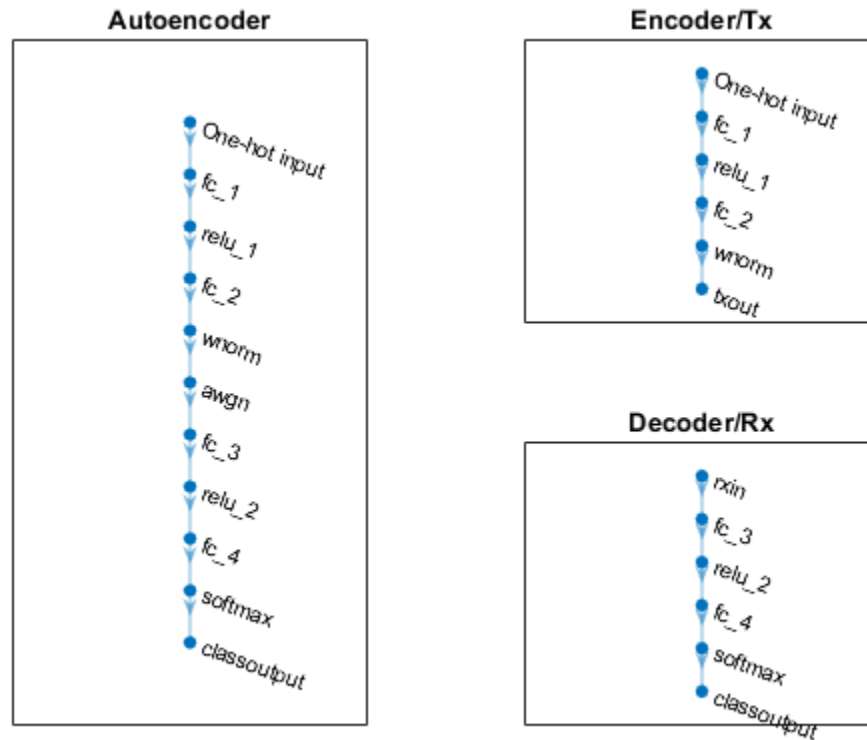 Autoencoder
One-hot input
fc_1
relu_1
fc_2
wnorm
awgn
fc_3
relu_2
fc_4
softmax
classoutput
Encoder/Tx
One-hot input
fc_1
relu_1
fc_2
wnorm
txout
Decoder/Rx
rxin
fc_3
relu_2
fc_4
softmax
classoutput